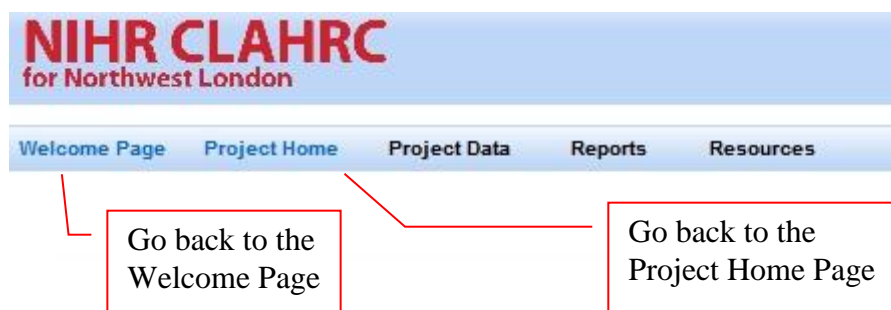 NIHR CLAHRC
for Northwest London
Welcome Page Project Home Project Data Reports Resources
Go back to the
Welcome Page
Go back to the
Project Home Page